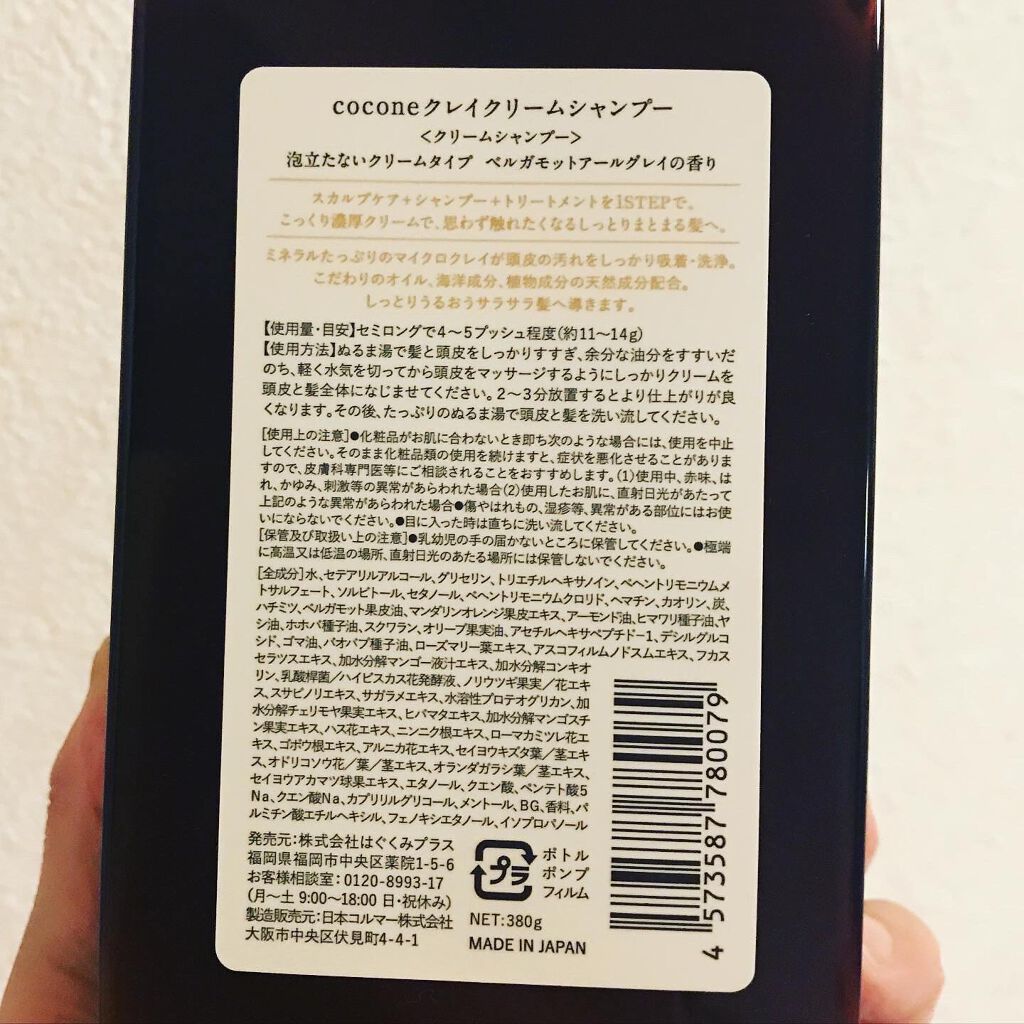 coconeクレイクリームシャンプー
<クリームシャンプー>
泡立たないクリームタイプ ベルガモットアールグレイの香り
スカルプケア+シャンプー+トリートメントを1STEPで。
こっくり濃厚クリームで、思わず触れたくなるしっとりまとまる髪へ。
ミネラルたっぷりのマイクロクレイが頭皮の汚れをしっかり吸着・洗浄。
こだわりのオイル、海洋成分、植物成分の天然成分配合。
しっとりうるおうサラサラ髪へ導きます。
【使用量・目安】セミロングで4〜5プッシュ程度(約11〜14g)
【使用方法】ぬるま湯で髪と頭皮をしっかりすすぎ、余分な油分をすすいだ
のち、軽く水気を切ってから頭皮をマッサージするようにしっかりクリームを
頭皮と髪全体になじませてください。2〜3分放置するとより仕上がりが良
くなります。その後、たっぷりのぬるま湯で頭皮と髪を洗い流してください。
[使用上の注意]●化粧品がお肌に合わないとき即ち次のような場合には、使用を中止
してください。そのまま化粧品類の使用を続けますと、症状を悪化させることがありま
すので、皮膚科専門医等にご相談されることをおすすめします。(1)使用中、赤味、は
れ、かゆみ、刺激等の異常があらわれた場合(2)使用したお肌に、直射日光があたって
上記のような異常があらわれた場合●傷やはれもの、湿疹等、異常がある部位にはお使
いにならないでください。●目に入った時は直ちに洗い流してください。
[保管及び取扱い上の注意]●乳幼児の手の届かないところに保管してください。●極端
に高温又は低温の場所、直射日光のあたる場所には保管しないでください。
[全成分]水、セテアリルアルコール、グリセリン、トリエチルヘキサノイン、ベヘントリモニウムメ
トサルフェート、ソルビトール、セタノール、ベヘントリモニウムクロリド、ヘマチン、カオリン、炭、
ハチミツ、ベルガモット果皮油、マンダリンオレンジ果皮エキス、アーモンド油、ヒマワリ種子油、ヤ
シ油、ホホバ種子油、スクワラン、オリーブ果実油、アセチルヘキサペプチド-1、デシルグルコ
シド、ゴマ油、バオバブ種子油、ローズマリー葉エキス、アスコフィルムノドスムエキス、フカス
セラツスエキス、加水分解マンゴー液汁エキス、加水分解コンキオ
リン、乳酸桿菌/ハイビスカス花発酵液、ノリウツギ果実/花エキ
ス、スサビノリエキス、サガラメエキス、水溶性プロテオグリカン、加
水分解チェリモヤ果実エキス、ヒバマタエキス、加水分解マンゴスチ
ン果実エキス、ハス花エキス、ニンニク根エキス、ローマカミツレ花エ
キス、ゴボウ根エキス、アルニカ花エキス、セイヨウキズタ葉/茎エキ
ス、オドリコソウ花/葉/茎エキス、オランダガラシ葉/茎エキス、
セイヨウアカマツ球果エキス、エタノール、クエン酸、ペンテト酸5
Na、クエン酸Na、カプリリルグリコール、メントール、BG、香料、パ
ルミチン酸エチルヘキシル、フェノキシエタノール、イソプロパノール
発売元:株式会社はぐくみプラス
福岡県福岡市中央区薬院1-5-6
お客様相談室:0120-8993-17
(月〜土 9:00〜18:00 日・祝休み)
製造販売元:日本コルマー株式会社
大阪市中央区伏見町4-4-1
プラ
ボトル
ポンプ
フィルム
NET:380g
MADE IN JAPAN
4 573587 780079